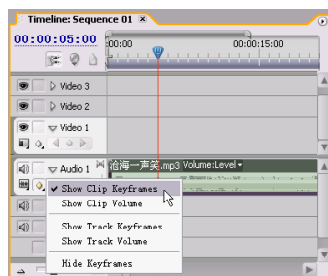 Timeline: Sequence 01 ×
00:00:05:00
:00:00
00:00:15:00
Video 3
Video 2
Video 1
Audio 1
沧海一声笑.mp3 Volume:Level
Show Clip Keyframes
Show Clip Volume
Show Track Keyframes
Show Track Volume
Hide Keyframes